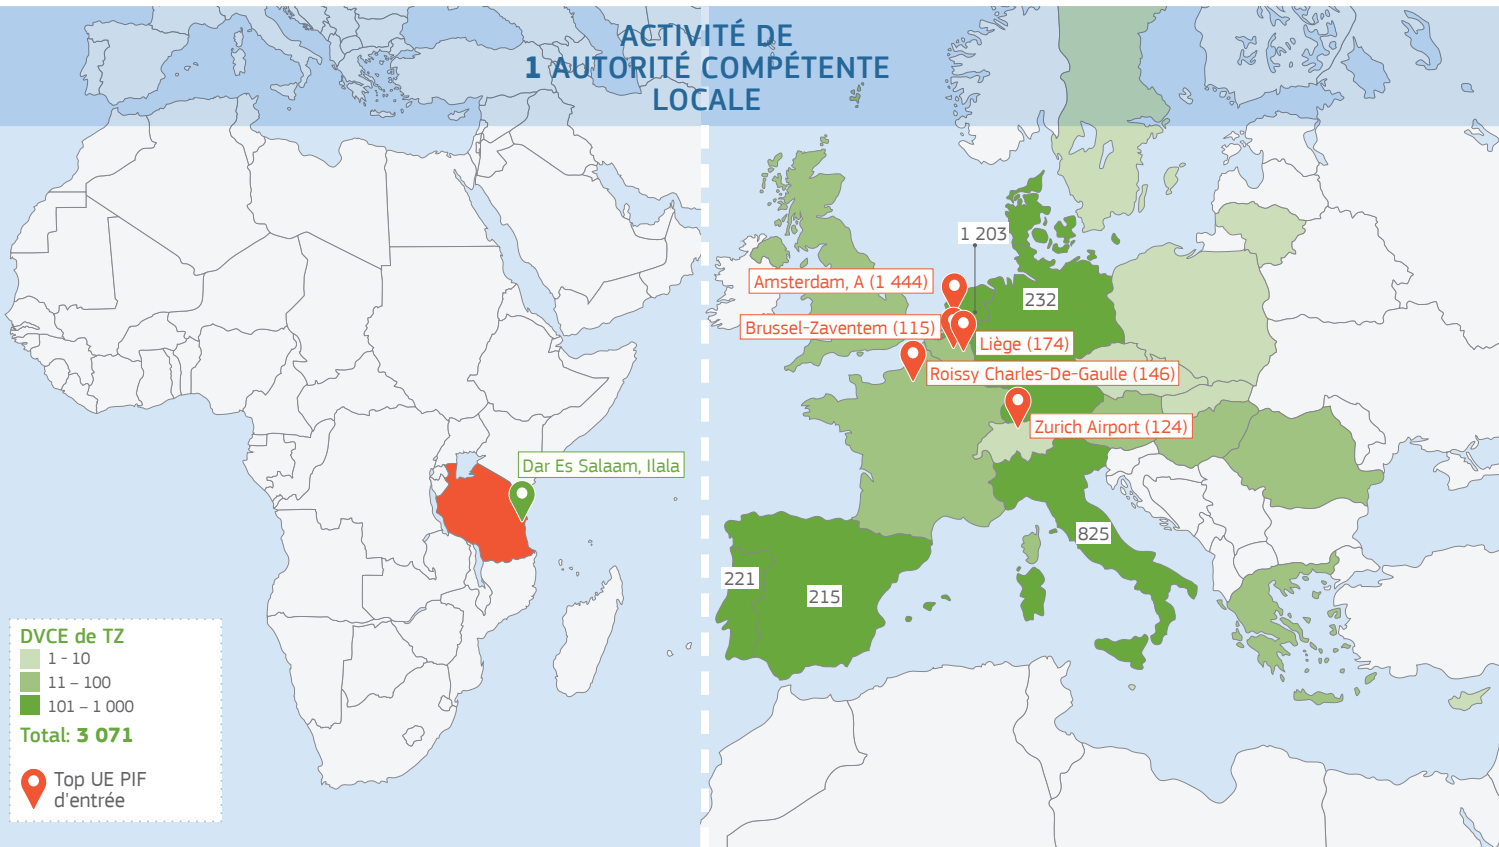 ACTIVITÉ DE
1 AUTORITÉ COMPÉTENTE
LOCALE
1 203
Amsterdam, A (1 444)
232
Brussel-Zaventem (115)
Liège (174)
Roissy Charles-De-Gaulle (146)
Zurich Airport (124)
Dar Es Salaam, Ilala
825
221
215
DVCE de TZ
1 - 10
11 – 100
101 – 1 000
Total: 3 071
Top UE PIF
d'entrée